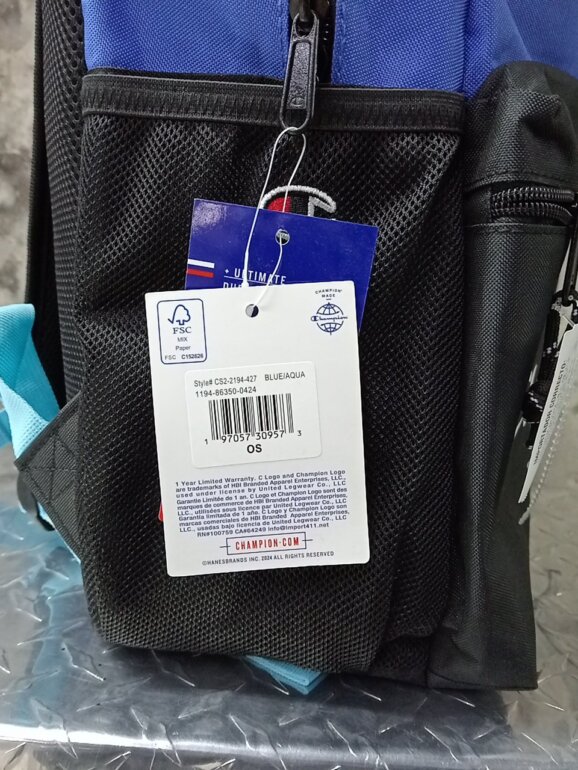 + ULTIMATE
FSC
MIX
Paper
FSC C152626
CHAMPION
MADE
Champion
Style# CS2-2194-427 BLUE/AQUA
1194-86350-0424
1 97057 30957 3
OS
1 Year Limited Warranty. C Logo and Champion Logo
are trademarks of HBI Branded Apparel Enterprises, LLC,
used under license by United Legwear Co., LLC
Garantie Limitée de 1 an. C Logo et Champion Logo sont des
marques de commerce de HBI Branded Apparel Enterprises,
LLC, utilisées sous licence par United Legwear Co., LLC
Garantía limitada de 1 año. C Logo y Champion Logo son
marcas comerciales de HBI Branded Apparel Enterprises,
LLC., usadas bajo licencia de United Legwear Co., LLC
RN#100759 CA#64249 info@import411.net
CHAMPION.COM
©HANESBRANDS INC. 2024 ALL RIGHTS RESERVED